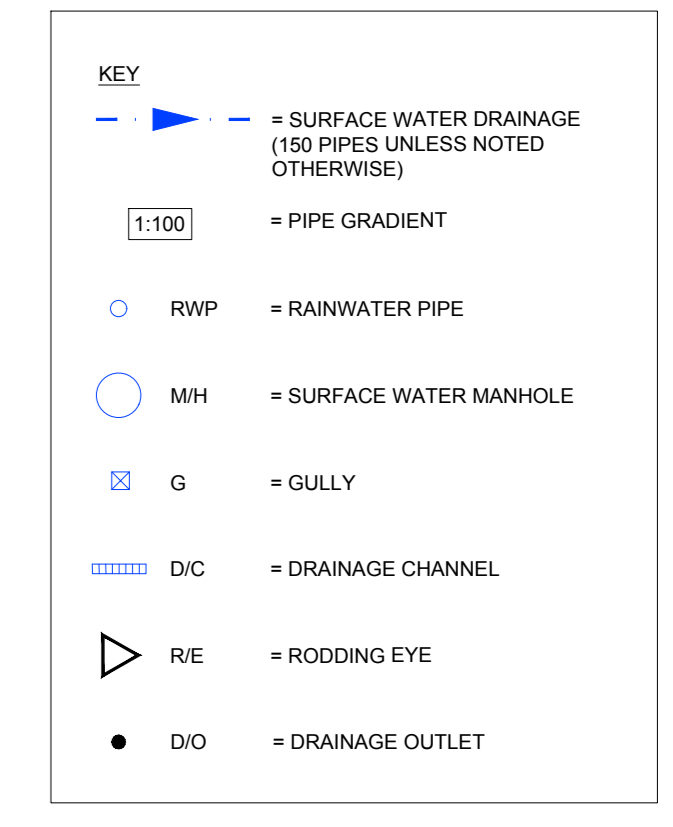 KEY
= SURFACE WATER DRAINAGE
(150 PIPES UNLESS NOTED
OTHERWISE)
1:100 = PIPE GRADIENT
RWP = RAINWATER PIPE
M/H = SURFACE WATER MANHOLE
G = GULLY
D/C = DRAINAGE CHANNEL
R/E = RODDING EYE
D/O = DRAINAGE OUTLET